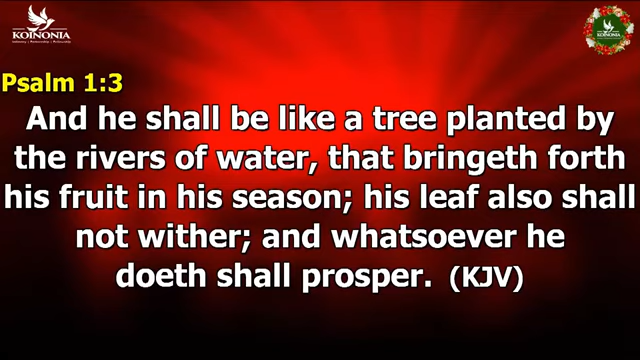 KOINONIA
Psalm 1:3
And he shall be like a tree planted by
the rivers of water, that bringeth forth
his fruit in his season; his leaf also shall
not wither; and whatsoever he
doeth shall prosper. (KJV)